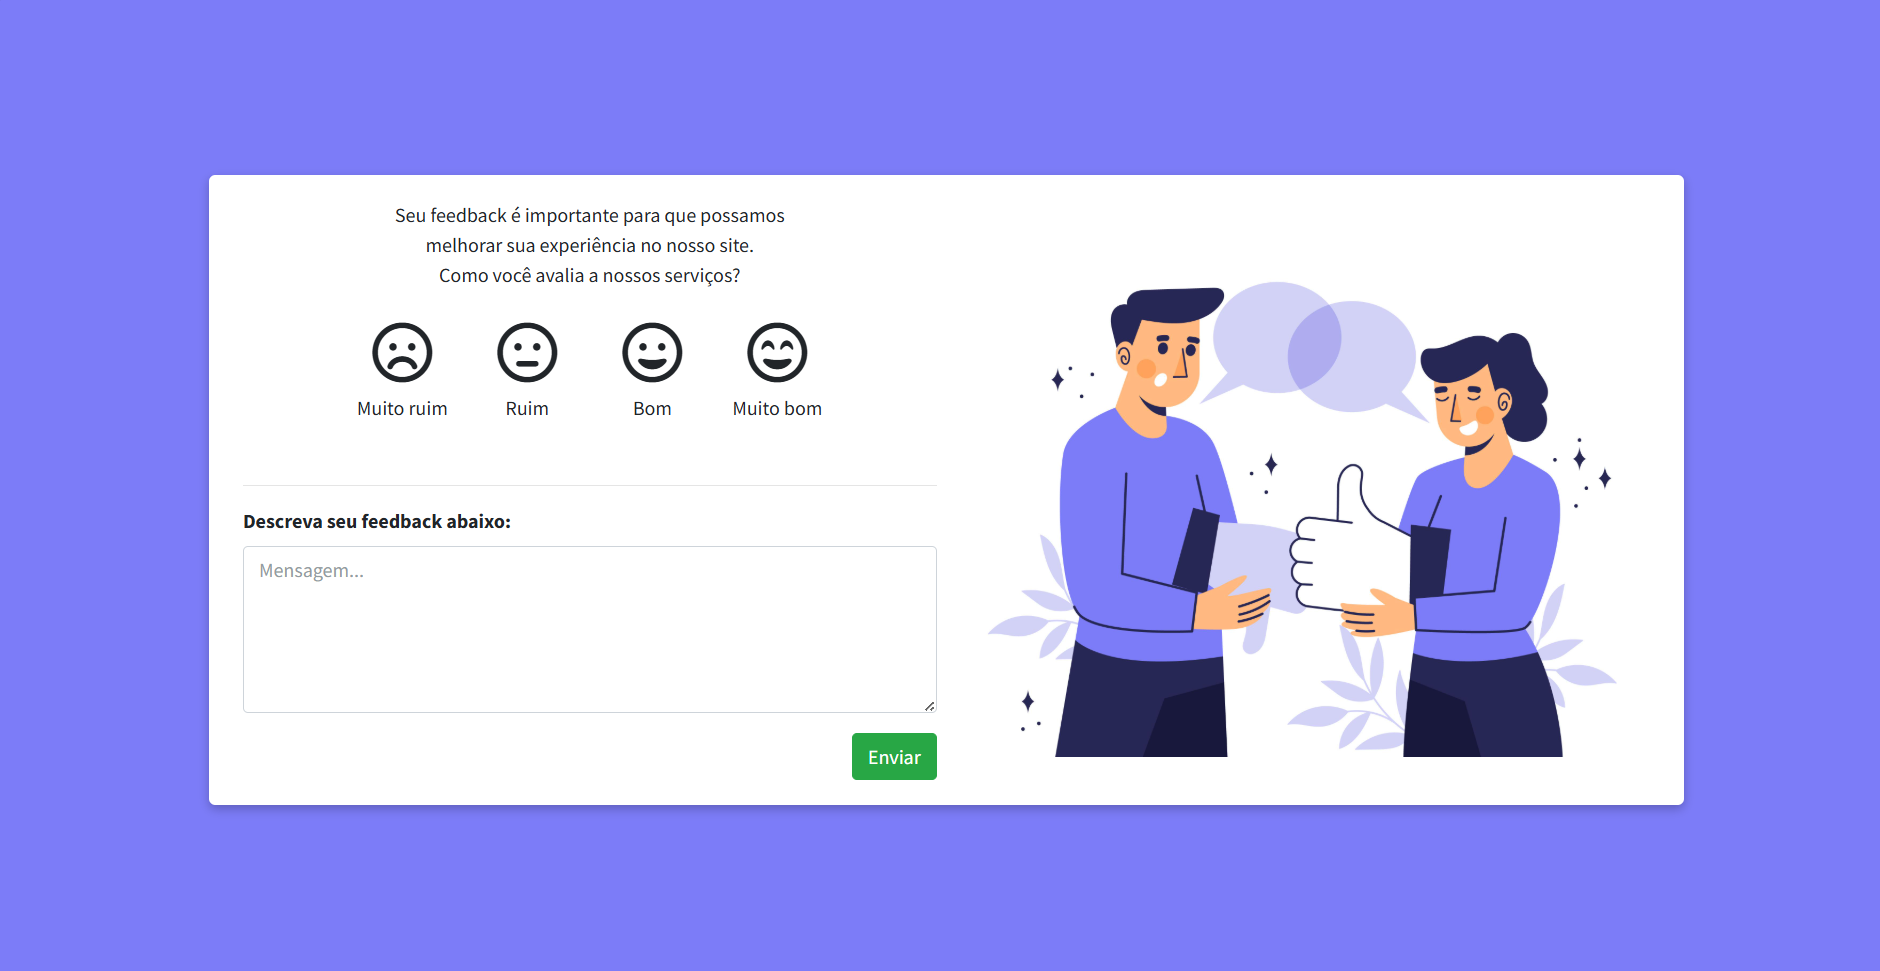 Seu feedback é importante para que possamos
melhorar sua experiência no nosso site.
Como você avalia a nossos serviços?
Muito ruim
Ruim
Bom
Muito bom
Descreva seu feedback abaixo:
Mensagem...
Enviar